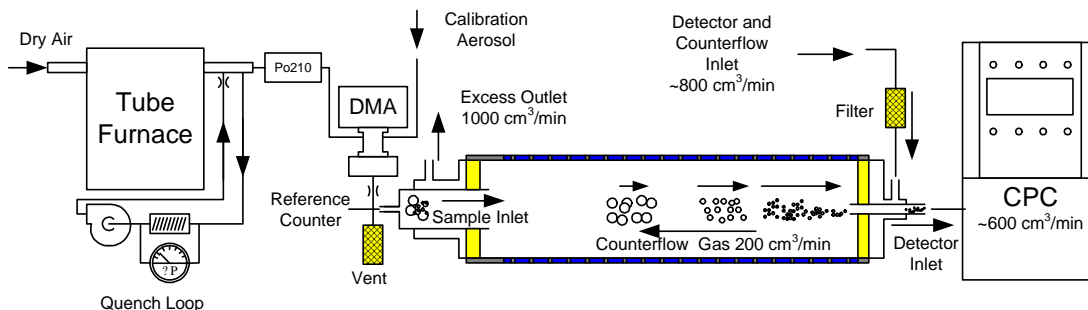 Dry Air
Tube
Furnace
Po210
? P
Quench Loop
DMA
Calibration
Aerosol
Excess Outlet
1000 cm³/min
Reference
Counter
Vent
Sample Inlet
Counterflow Gas 200 cm³/min
Detector and
Counterflow
Inlet
~800 cm³/min
Filter
Detector
Inlet
CPC
~600 cm³/min